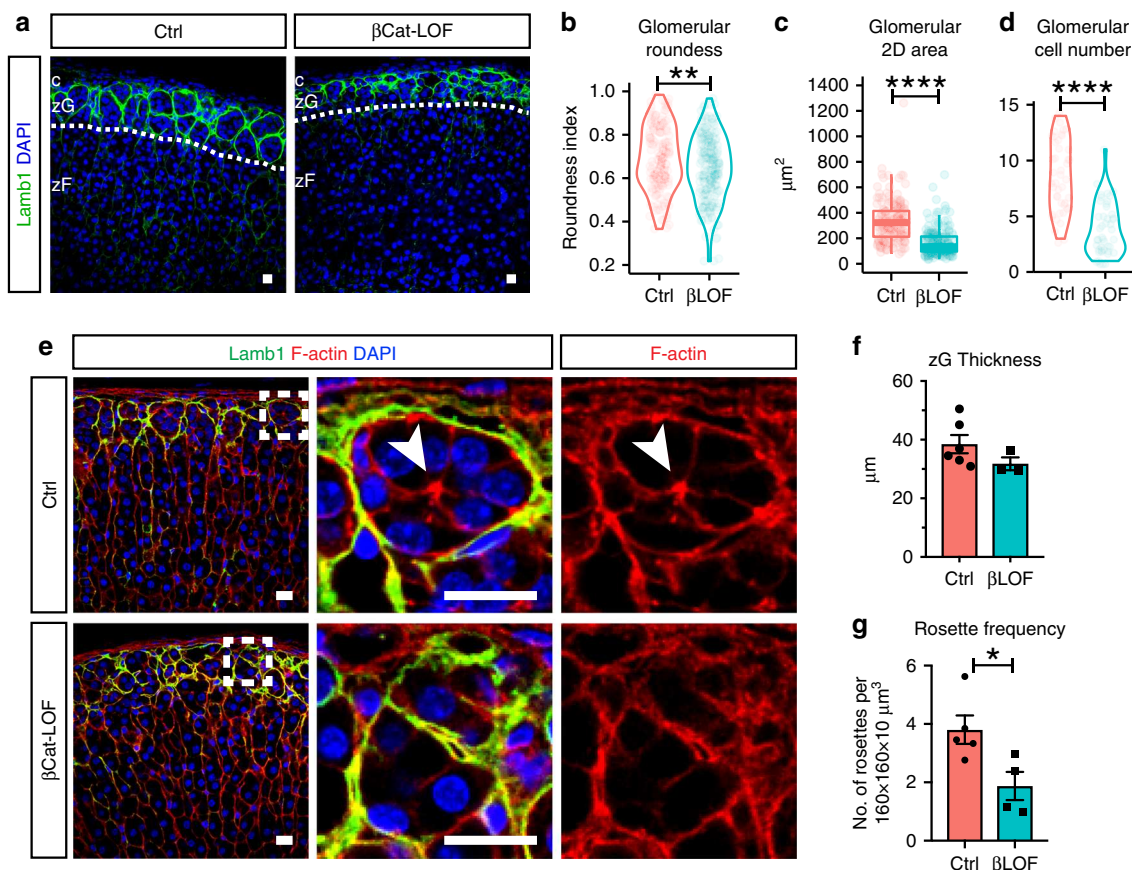 a
Ctrl
βCat-LOF
Lamb1 DAPI
c
zG
zF
c
zG
zF
b
Glomerular
roundess
**
Roundness index
1.0
0.8
0.6
0.4
0.2
Ctrl βLOF
c
Glomerular
2D area
****
μm²
1400
1200
1000
800
700
600
400
200
0
Ctrl βLOF
d
Glomerular
cell number
****
15
10
5
0
Ctrl βLOF
e
Lamb1 F-actin DAPI
F-actin
Ctrl
βCat-LOF
f
zG Thickness
μm
60
40
20
0
Ctrl βLOF
g
Rosette frequency
*
No. of rosettes per
160×160×10 μm³
6
4
2
0
Ctrl βLOF